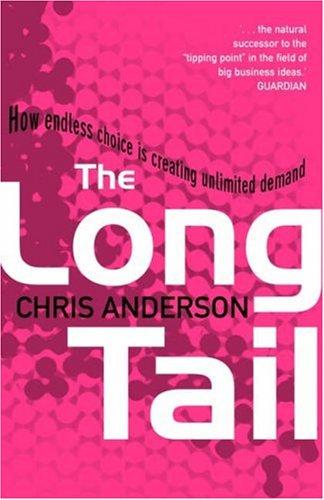 '. . . the natural
successor to the
"tipping point" in the field of
big business ideas.'
GUARDIAN
How endless choice is creating unlimited demand
The
Long
CHRIS ANDERSON
Tail